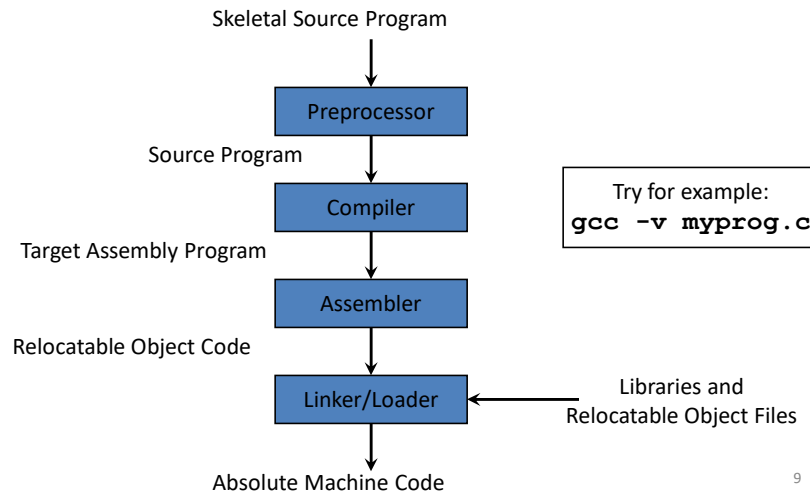 Skeletal Source Program
Preprocessor
Source Program
Try for example:
gcc -v myprog.c
Compiler
Target Assembly Program
Assembler
Relocatable Object Code
Linker/Loader
Libraries and
Relocatable Object Files
Absolute Machine Code
9